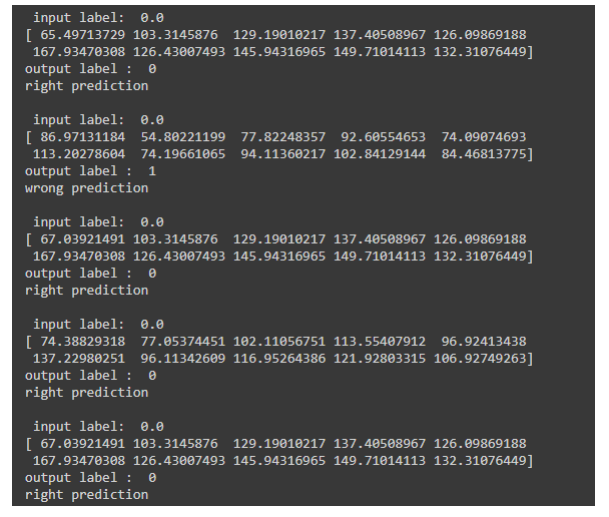 input label:  0.0
[ 65.49713729 103.3145876  129.19010217 137.40508967 126.09869188
 167.93470308 126.43007493 145.94316965 149.71014113 132.31076449]
output label :  0
right prediction
input label:  0.0
[ 86.97131184  54.80221199  77.82248357  92.60554653  74.09074693
 113.20278604  74.19661065  94.11360217 102.84129144  84.46813775]
output label :  1
wrong prediction
input label:  0.0
[ 67.03921491 103.3145876  129.19010217 137.40508967 126.09869188
 167.93470308 126.43007493 145.94316965 149.71014113 132.31076449]
output label :  0
right prediction
input label:  0.0
[ 74.38829318  77.05374451 102.11056751 113.55407912  96.92413438
 137.22980251  96.11342609 116.95264386 121.92803315 106.92749263]
output label :  0
right prediction
input label:  0.0
[ 67.03921491 103.3145876  129.19010217 137.40508967 126.09869188
 167.93470308 126.43007493 145.94316965 149.71014113 132.31076449]
output label :  0
right prediction